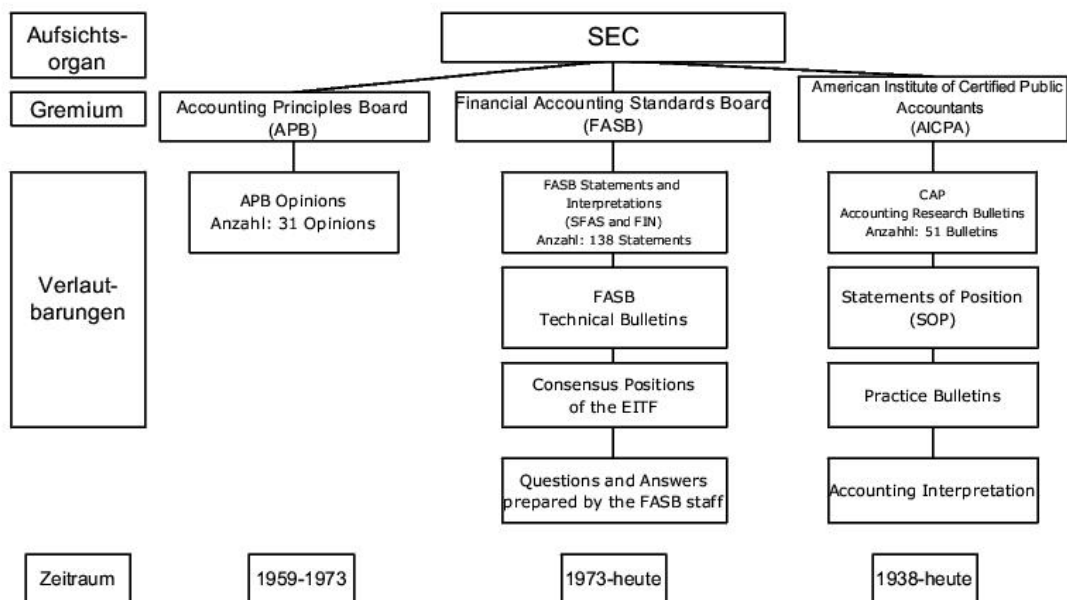 Aufsichts-
organ
SEC
Gremium
Accounting Principles Board
(APB)
Financial Accounting Standards Board
(FASB)
American Institute of Certified Public
Accountants
(AICPA)
Verlaut-
barungen
APB Opinions
Anzahl: 31 Opinions
FASB Statements and
Interpretations
(SFAS and FIN)
Anzahl: 138 Statements
CAP
Accounting Research Bulletins
Anzahhl: 51 Bulletins
FASB
Technical Bulletins
Statements of Position
(SOP)
Consensus Positions
of the EITF
Practice Bulletins
Questions and Answers
prepared by the FASB staff
Accounting Interpretation
Zeitraum
1959-1973
1973-heute
1938-heute